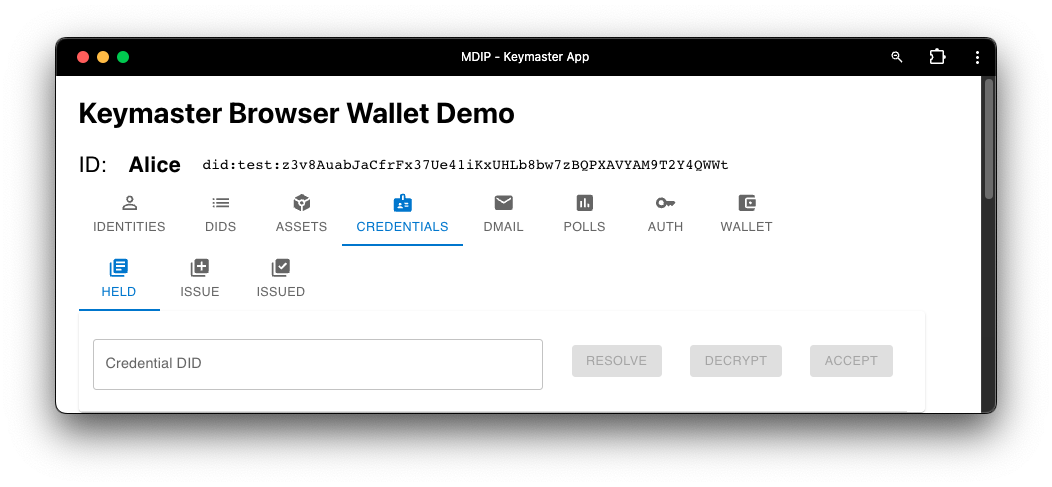 MDIP - Keymaster App
Keymaster Browser Wallet Demo
ID: Alice did:test:z3v8AuabJaCfrFx37Ue41iKxUHLb8bw7zBQPXAVYAM9T2Y4QWWt
IDENTITIES DIDS ASSETS CREDENTIALS DMAIL POLLS AUTH WALLET
HELD ISSUE ISSUED
Credential DID RESOLVE DECRYPT ACCEPT